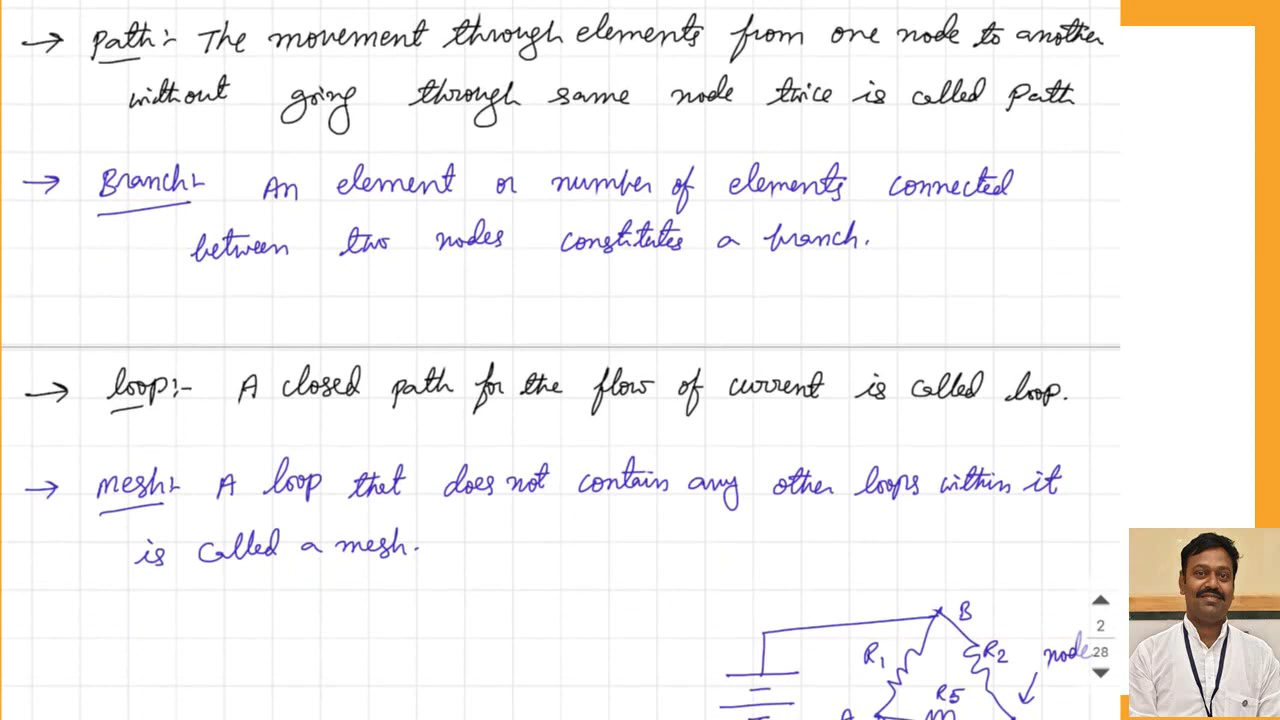 → Path:- The movement through elements from one node to another
without going through same node twice is called Path
→ Branch:- An element or number of elements connected
between two nodes constitutes a branch.
→ loop:- A closed path for the flow of current is called loop.
→ mesh:- A loop that does not contain any other loops within it
is called a mesh.
B
R1
R2
node
R5
A
2
28